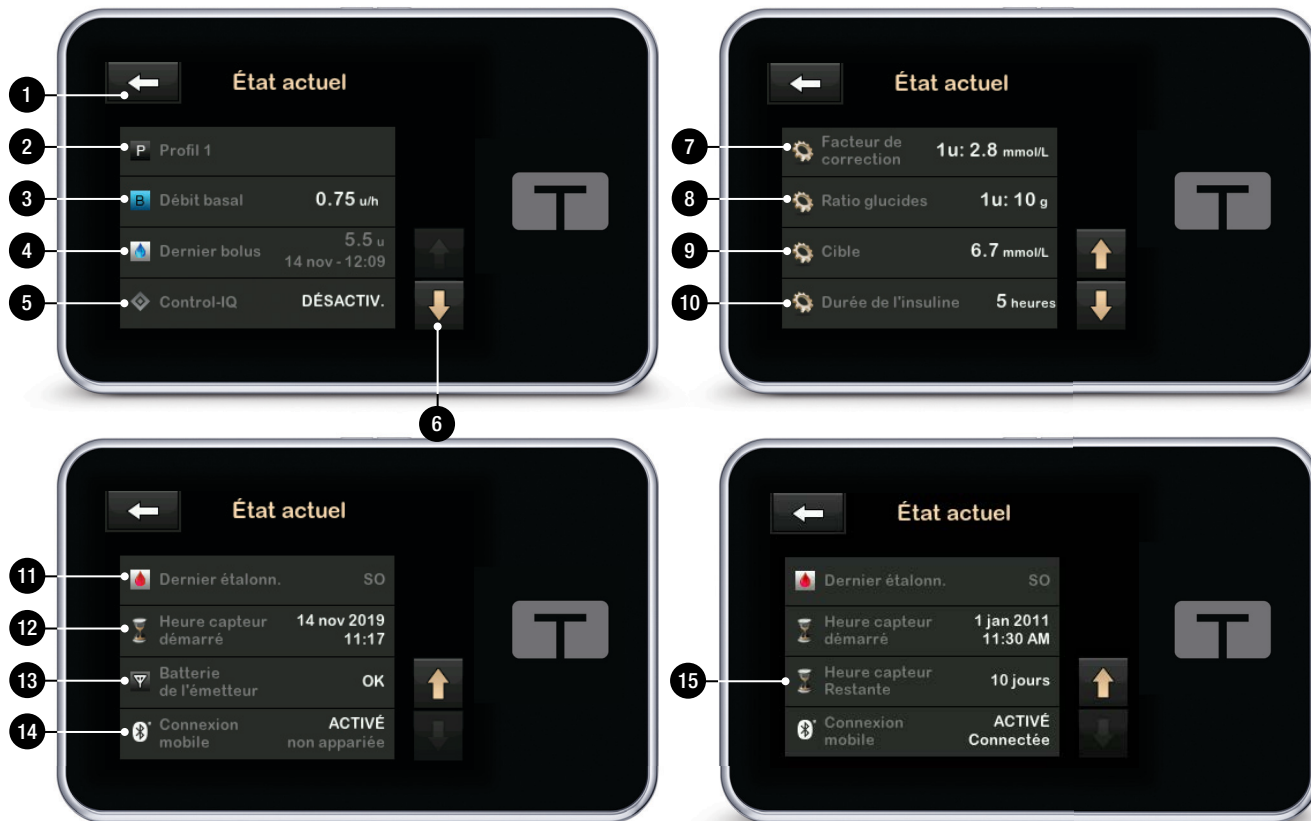 État actuel
1
2 P Profil 1
3 B Débit basal 0.75 u/h
4 Dernier bolus 5.5 u
14 nov - 12:09
5 Control-IQ DÉSACTIV.
6
État actuel
7 Facteur de correction 1u: 2.8 mmol/L
8 Ratio glucides 1u: 10 g
9 Cible 6.7 mmol/L
10 Durée de l'insuline 5 heures
T
T
État actuel
11 Dernier étalonn. SO
12 Heure capteur 14 nov 2019
démarré 11:17
13 Batterie
de l'émetteur OK
14 Connexion ACTIVÉ
mobile non appariée
T
État actuel
Dernier étalonn. SO
Heure capteur 1 jan 2011
démarré 11:30 AM
15 Heure capteur
Restante 10 jours
Connexion ACTIVÉ
mobile Connectée
T